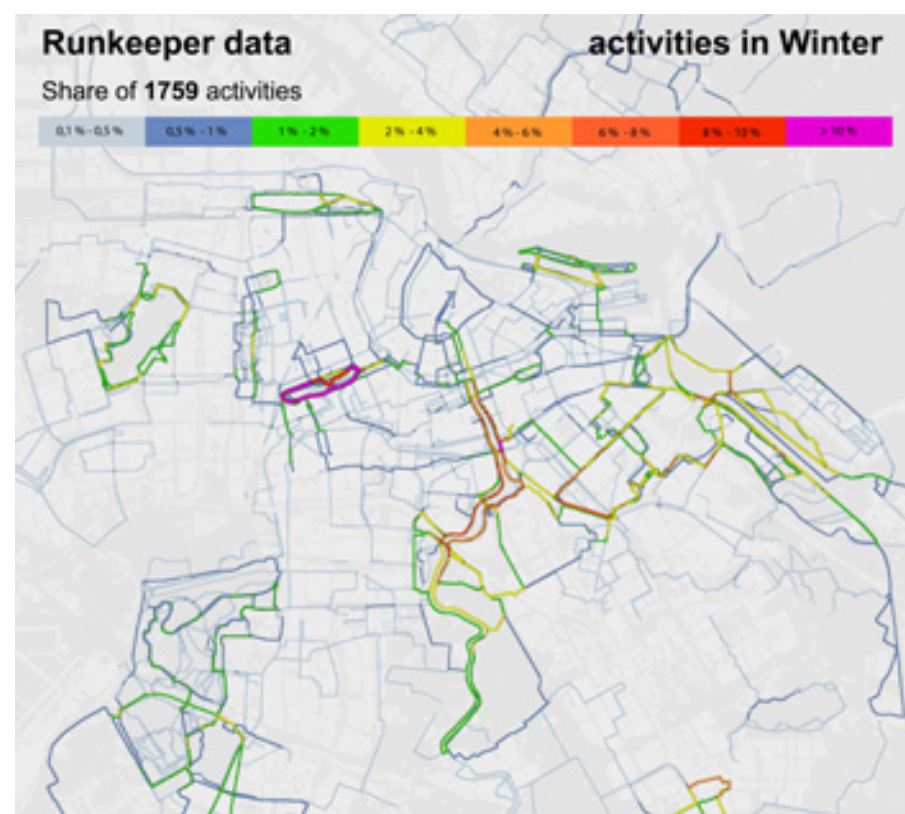 Runkeeper data
activities in Winter
Share of 1759 activities
0,1 % - 0,5 %
0,5 % - 1 %
1 % - 2 %
2 % - 4 %
4 % - 6 %
6 % - 8 %
8 % - 10 %
> 10 %